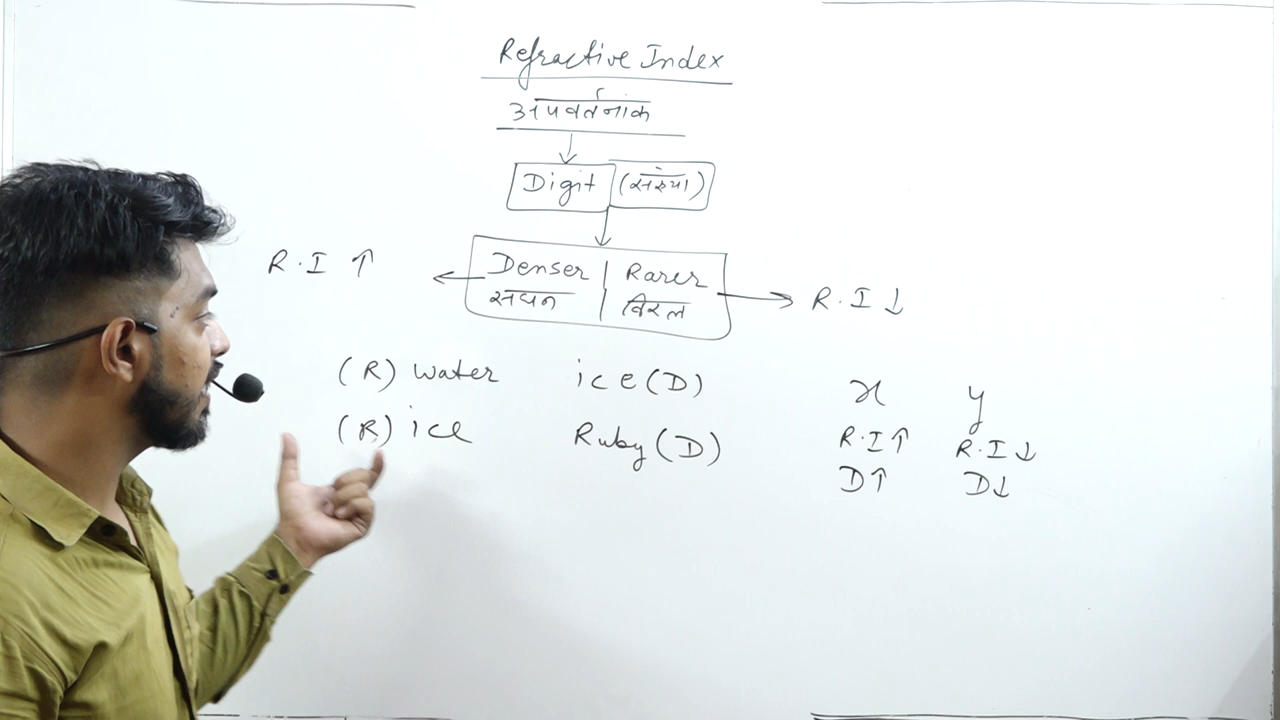 Refractive Index
अपवर्तनांक
Digit (संख्या)
R.I ↑ ← Denser | Rarer → R.I ↓
सघन | विरल
(R) water ice (D)
(R) ice Ruby (D)
x y
R.I ↑ R.I ↓
D↑ D↓